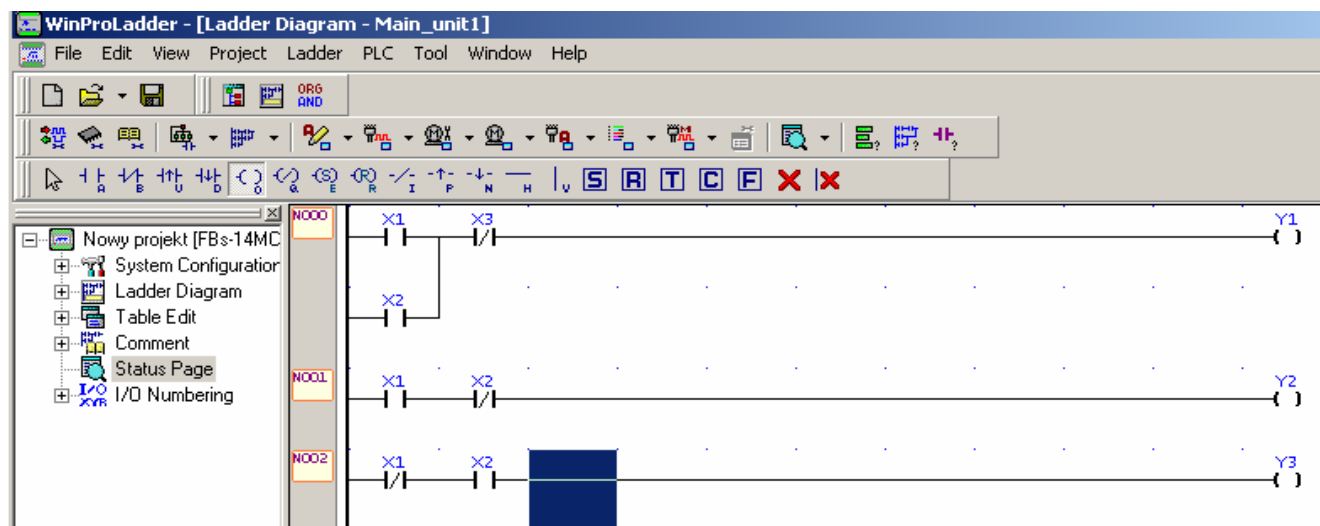 WinProLadder - [Ladder Diagram - Main_unit1]
File Edit View Project Ladder PLC Tool Window Help
ORG
AND
A B U D O Q E R I P N H V S R T C F
Nowy projekt [FBs-14MC
System Configuration
Ladder Diagram
Table Edit
Comment
Status Page
I/O Numbering
N000 X1 X3 Y1
X2
N001 X1 X2 Y2
N002 X1 X2 Y3